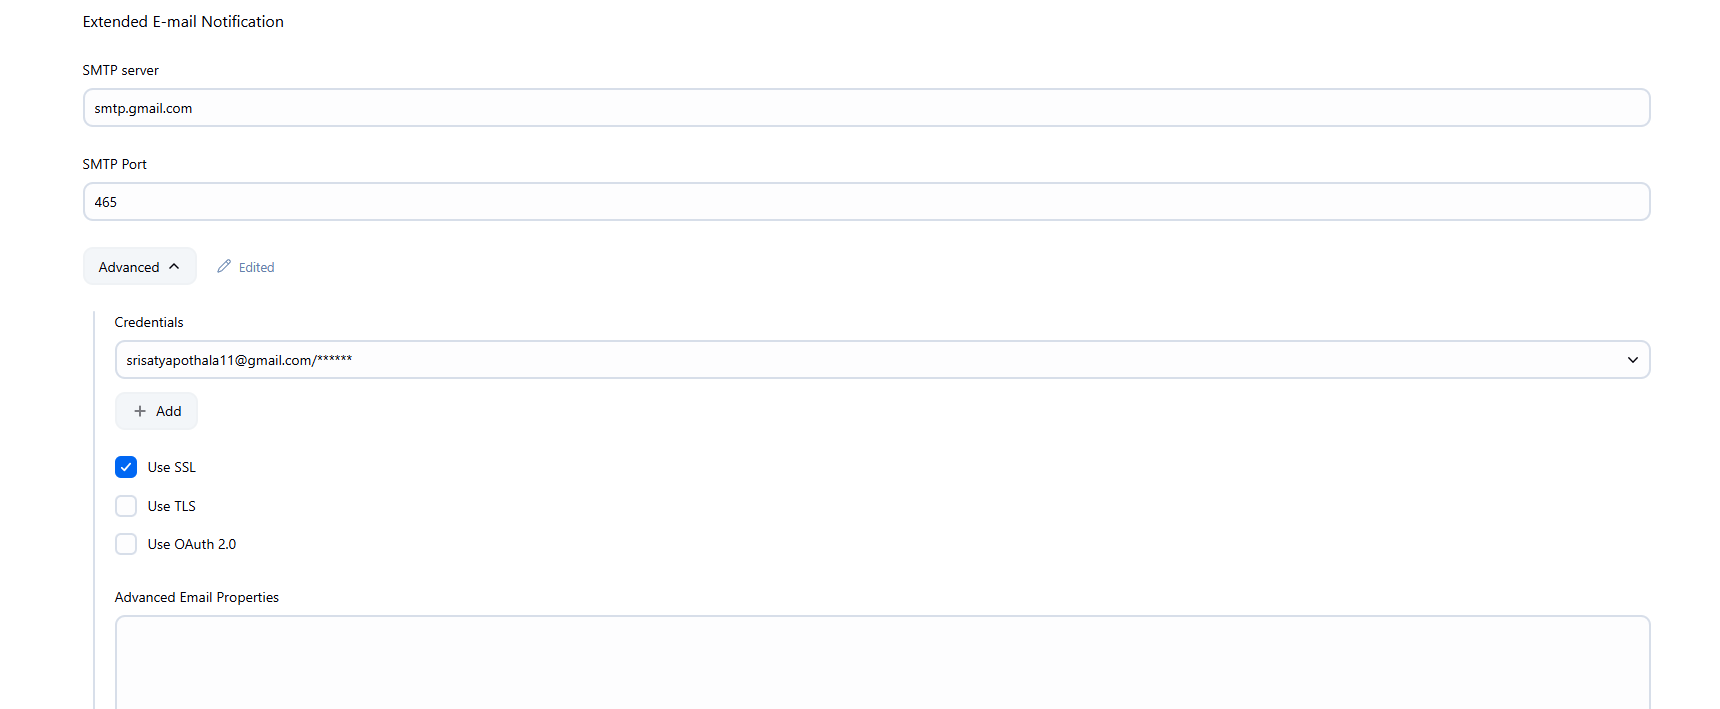 Extended E-mail Notification
SMTP server
smtp.gmail.com
SMTP Port
465
Advanced Edited
Credentials
srisatyapothala11@gmail.com/******
Add
Use SSL
Use TLS
Use OAuth 2.0
Advanced Email Properties